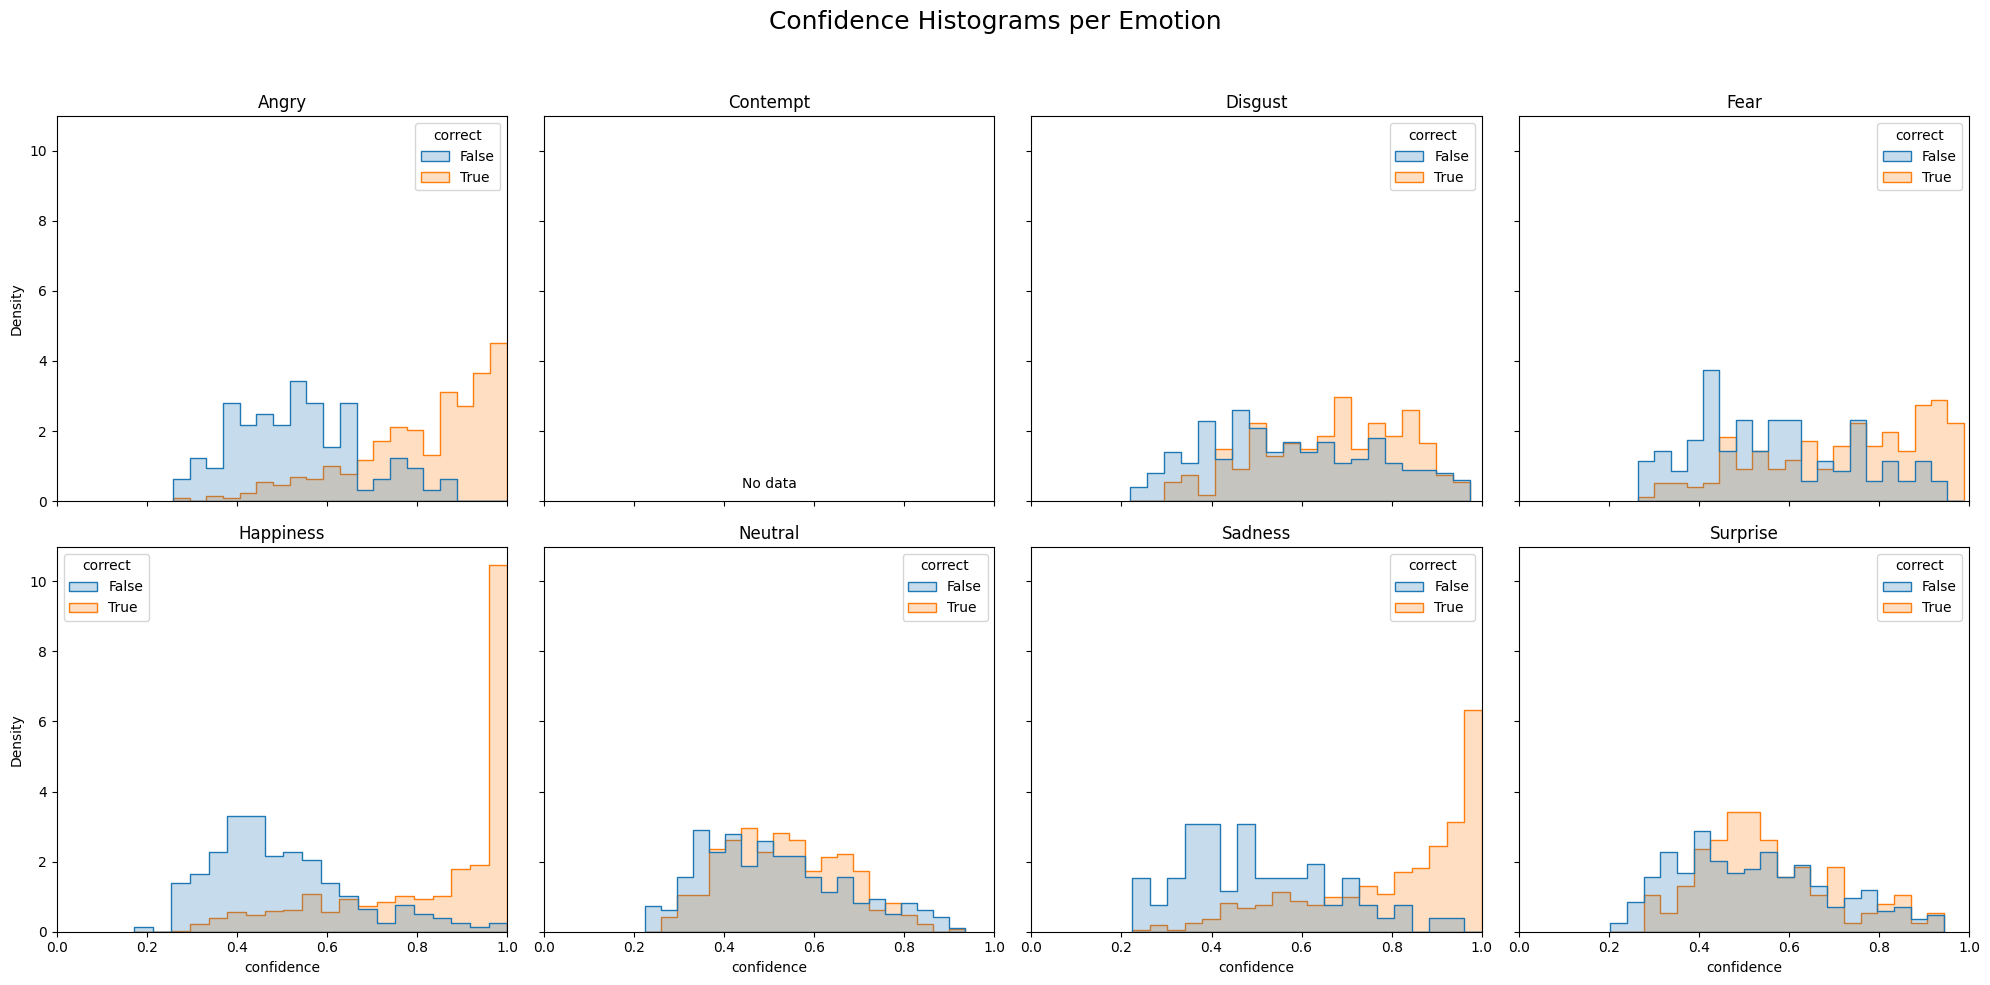 Confidence Histograms per Emotion
Angry
Contempt
Disgust
Fear
correct
False
True
correct
False
True
correct
False
True
No data
Density
10
8
6
4
2
0
Happiness
Neutral
Sadness
Surprise
correct
False
True
correct
False
True
correct
False
True
correct
False
True
Density
10
8
6
4
2
0
0.0 0.2 0.4 0.6 0.8 1.0
0.0 0.2 0.4 0.6 0.8 1.0
0.0 0.2 0.4 0.6 0.8 1.0
0.0 0.2 0.4 0.6 0.8 1.0
confidence
confidence
confidence
confidence